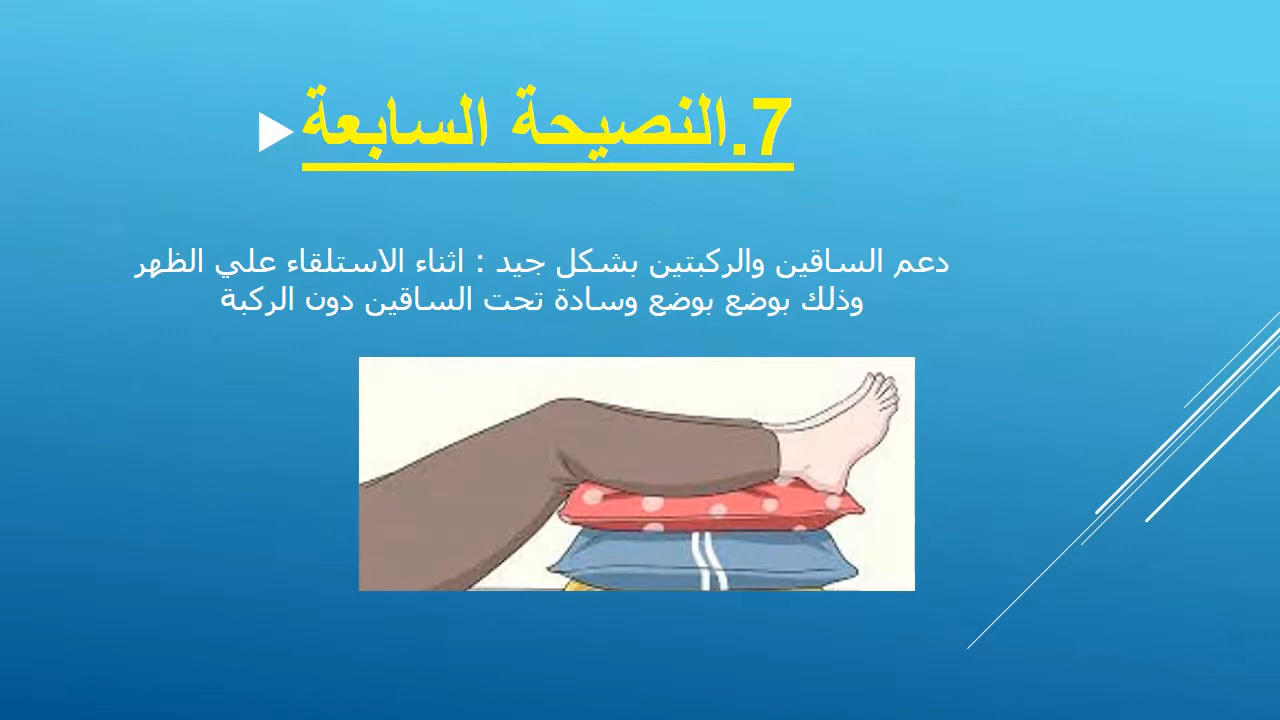 7.النصيحة السابعة
دعم الساقين والركبتين بشكل جيد : اثناء الاستلقاء علي الظهر
وذلك بوضع بوضع وسادة تحت الساقين دون الركبة